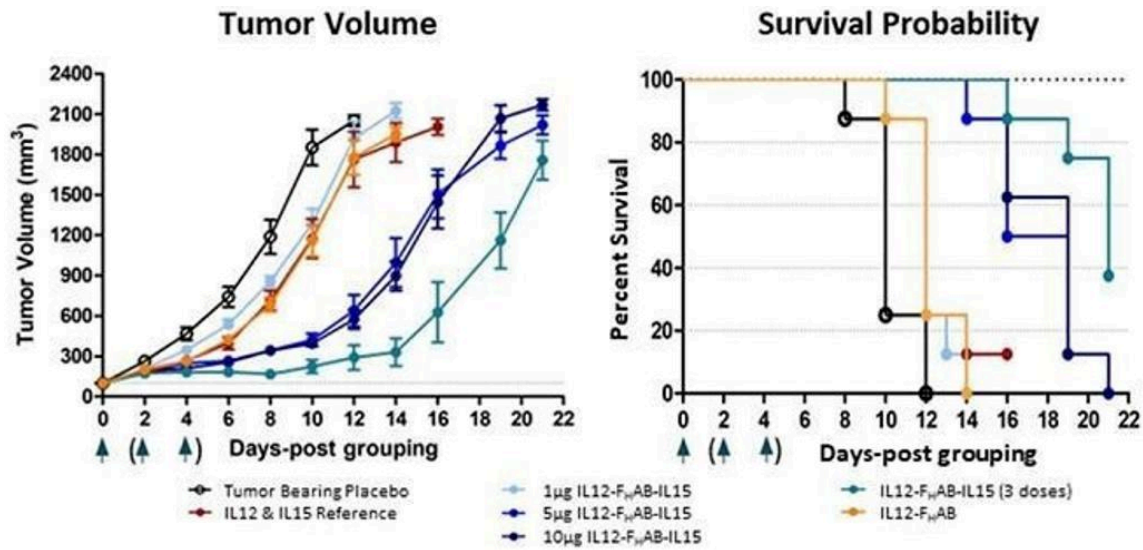 Tumor Volume
Survival Probability
Tumor Volume (mm³)
2400
2100
1800
1500
1200
900
600
300
0
0 2 4 6 8 10 12 14 16 18 20 22
( )
Days-post grouping
Percent Survival
100
80
60
40
20
0
0 2 4 6 8 10 12 14 16 18 20 22
( )
Days-post grouping
Tumor Bearing Placebo
IL12 & IL15 Reference
1µg IL12-FHAB-IL15
5µg IL12-FHAB-IL15
10µg IL12-FHAB-IL15
IL12-FHAB-IL15 (3 doses)
IL12-FHAB